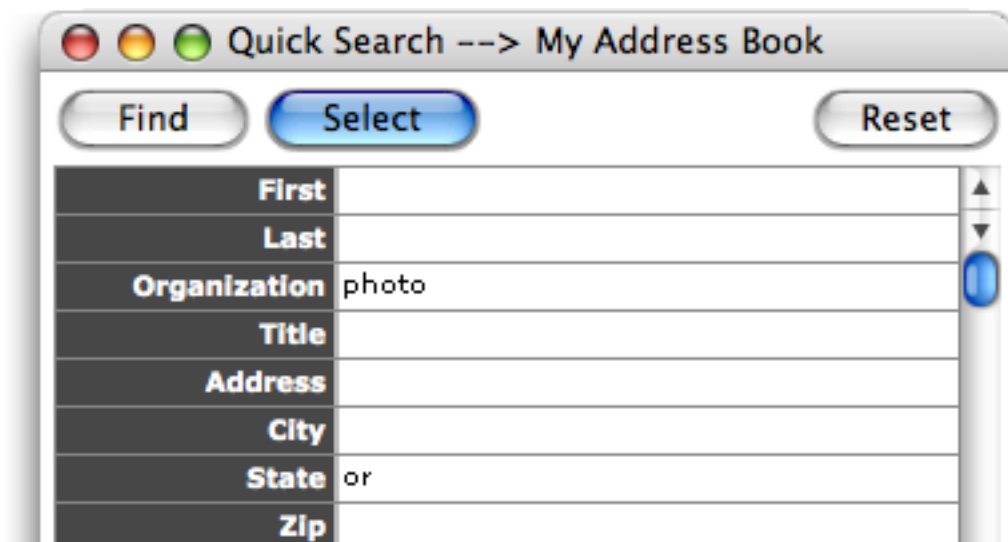 Quick Search --> My Address Book
Find Select Reset
First
Last
Organization photo
Title
Address
City
State or
Zip